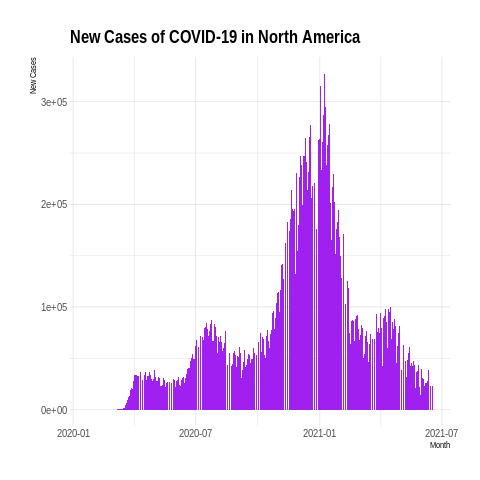 New Cases of COVID-19 in North America
New Cases
3e+05
2e+05
1e+05
0e+00
2020-01 2020-07 2021-01 2021-07
Month